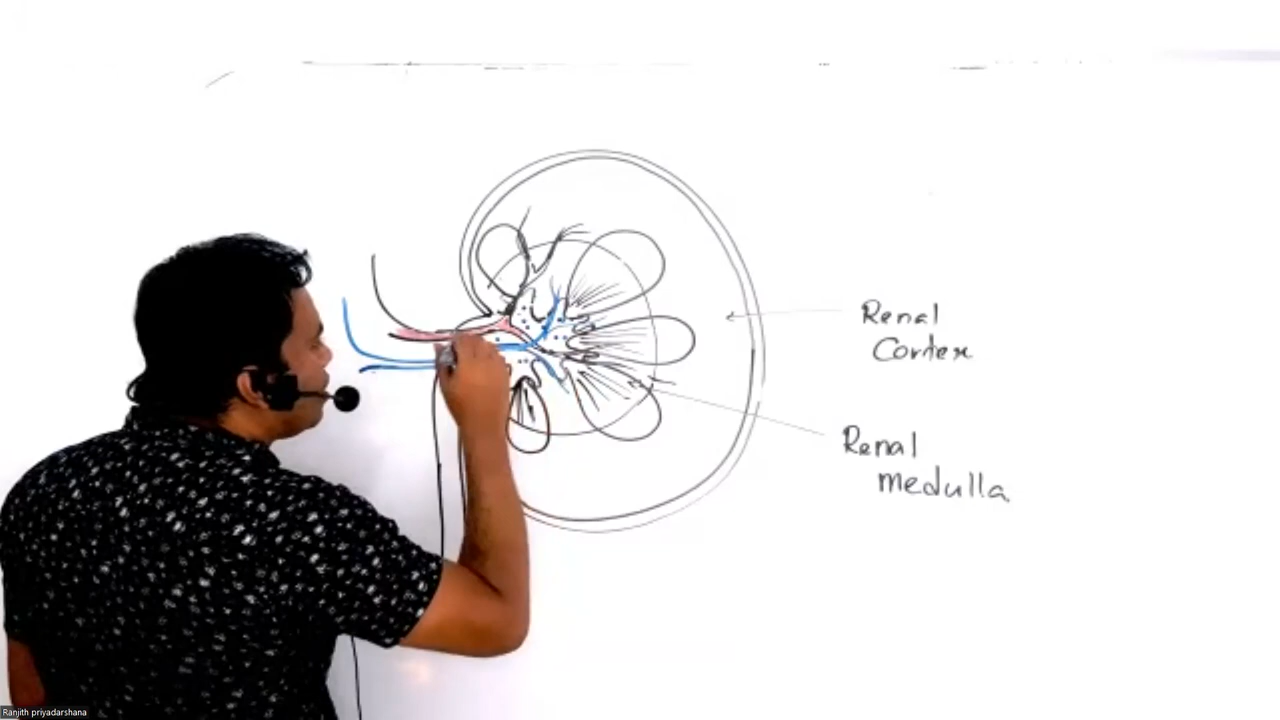 Renal
Cortex
Renal
medulla
Ranjith priyadarshana